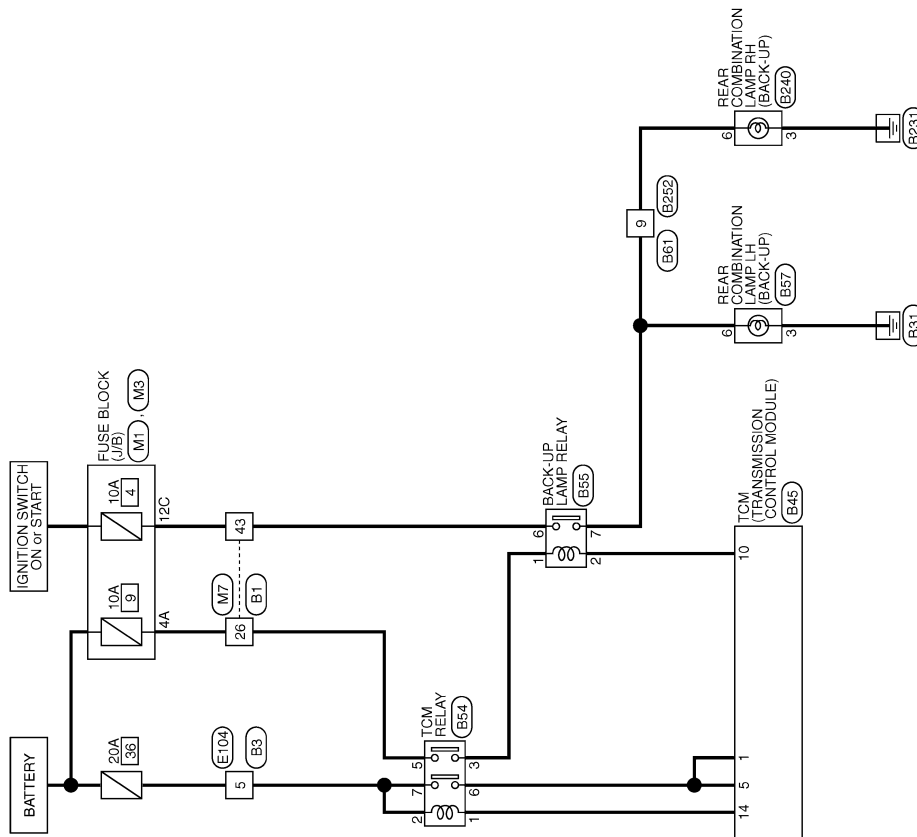 IGNITION SWITCH
ON or START
BATTERY
FUSE BLOCK
(J/B)
M1 , M3
10A
4
12C
10A
9
4A
20A
36
43
M7
B1
26
E104
B3
5
TCM
RELAY
B54
5
3
7
6
2
1
BACK-UP
LAMP RELAY
B55
6
7
1
2
B252
9
B61
REAR
COMBINATION
LAMP RH
(BACK-UP)
B240
6
3
B231
REAR
COMBINATION
LAMP LH
(BACK-UP)
B57
6
3
B31
TCM
(TRANSMISSION
CONTROL MODULE)
B45
10
1
5
14